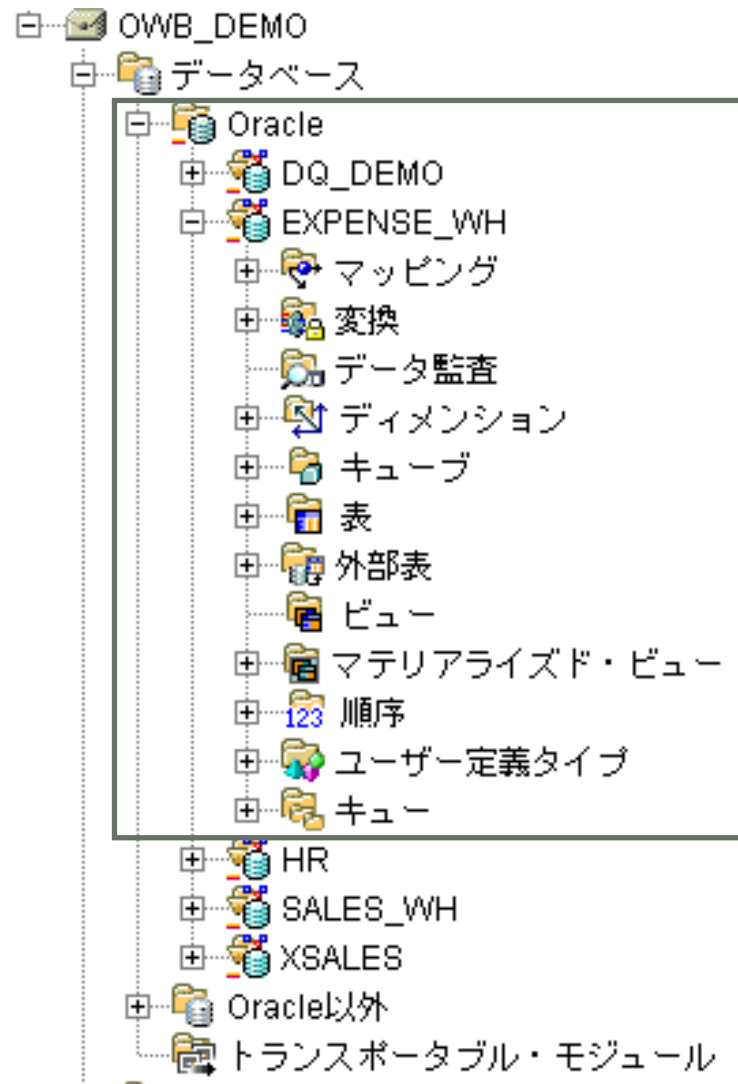 OWB_DEMO
データベース
Oracle
DQ_DEMO
EXPENSE_WH
マッピング
変換
データ監査
ディメンション
キューブ
表
外部表
ビュー
マテリアライズド・ビュー
123 順序
ユーザー定義タイプ
キュー
HR
SALES_WH
XSALES
Oracle以外
トランスポータブル・モジュール